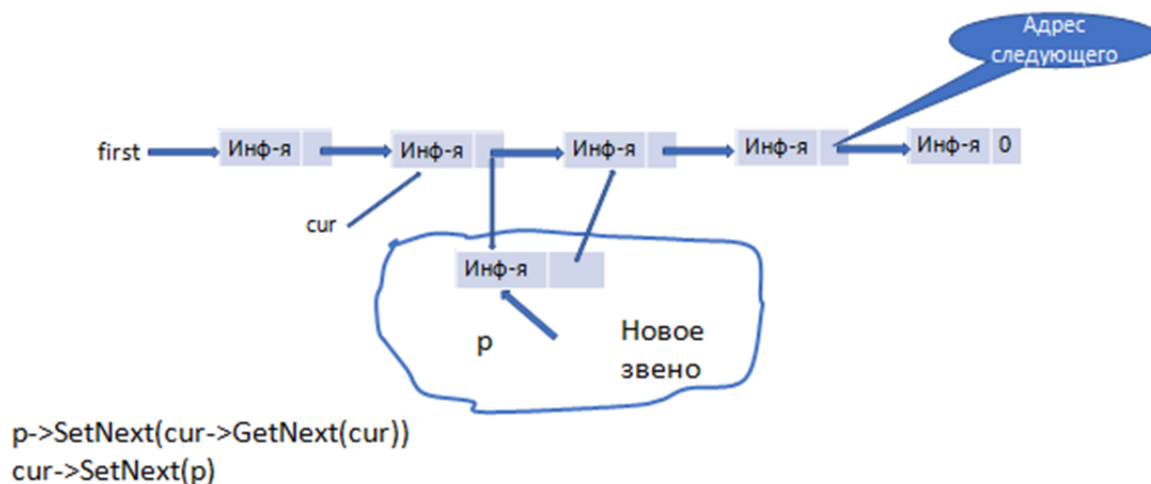 Адрес
следующего
first
Инф-я
Инф-я
Инф-я
Инф-я
Инф-я 0
cur
Инф-я
p
Новое
звено
p->SetNext(cur->GetNext(cur))
cur->SetNext(p)